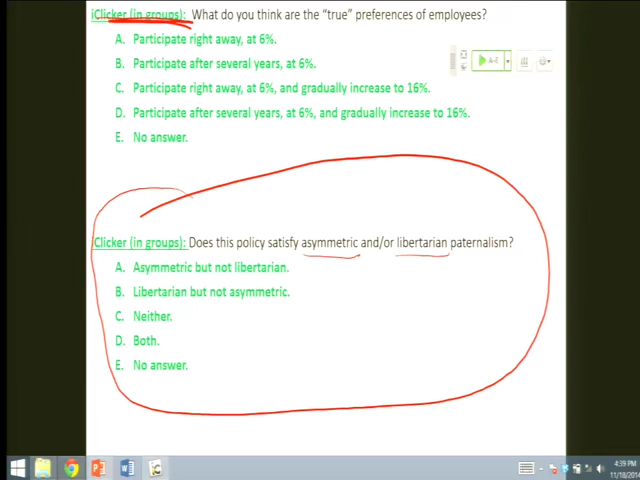 iClicker (in groups): What do you think are the “true” preferences of employees?
A. Participate right away, at 6%.
B. Participate after several years, at 6%.
C. Participate right away, at 6%, and gradually increase to 16%.
D. Participate after several years, at 6%, and gradually increase to 16%.
E. No answer.
A-E
Clicker (in groups): Does this policy satisfy asymmetric and/or libertarian paternalism?
A. Asymmetric but not libertarian.
B. Libertarian but not asymmetric.
C. Neither.
D. Both.
E. No answer.
4:39 PM
11/18/2014